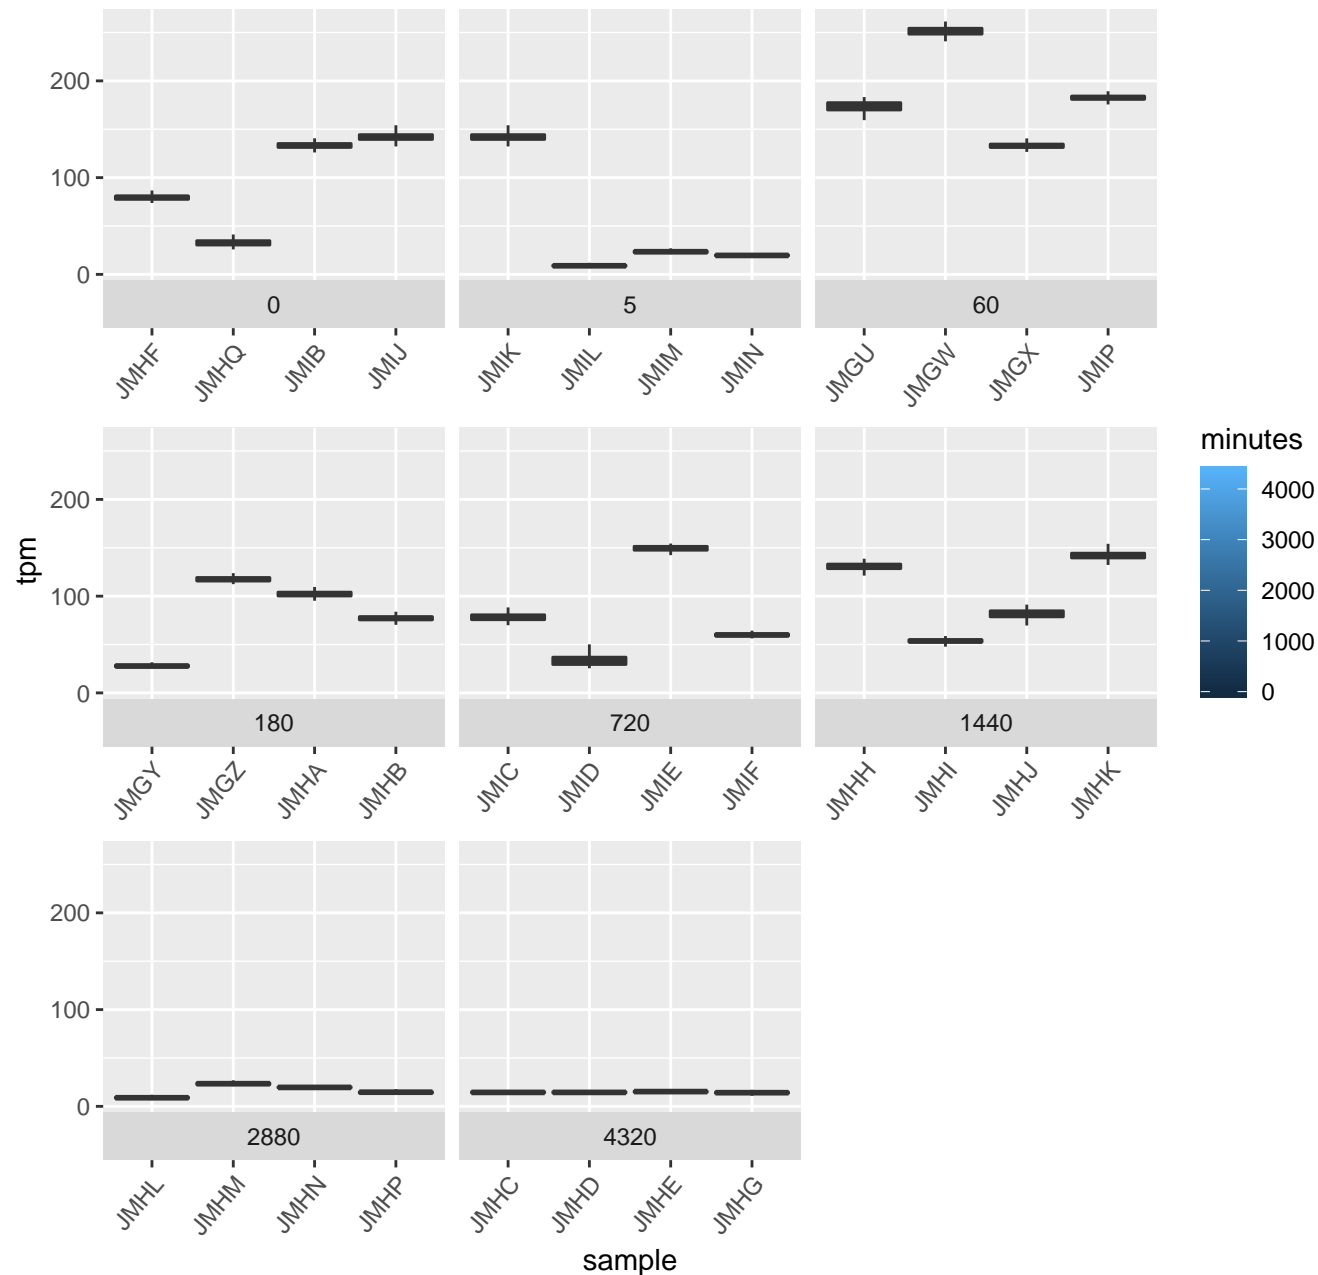 200
100
0
0
5
60
JMHF
JMHQ
JMIB
JMIJ
JMIK
JMIL
JMIM
JMIN
JMGU
JMGW
JMGX
JMIP
tpm
200
100
0
180
720
1440
JMGY
JMGZ
JMHA
JMHB
JMIC
JMID
JMIE
JMIF
JMHH
JMHI
JMHJ
JMHK
minutes
4000
3000
2000
1000
0
200
100
0
2880
4320
JMHL
JMHM
JMHN
JMHP
JMHC
JMHD
JMHE
JMHG
sample